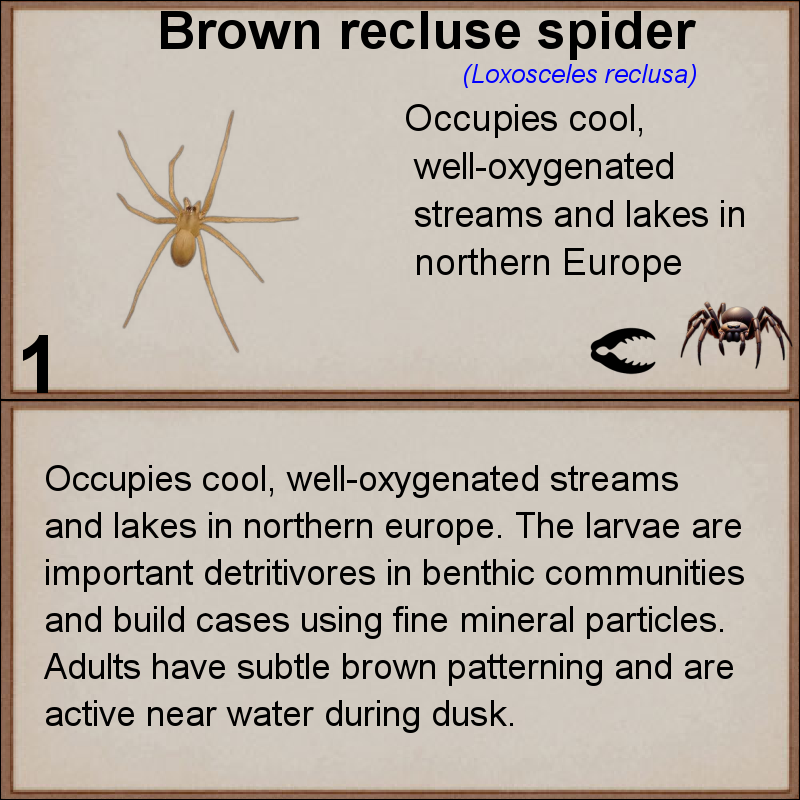 Brown recluse spider
(Loxosceles reclusa)
Occupies cool,
well-oxygenated
streams and lakes in
northern Europe
1
Occupies cool, well-oxygenated streams
and lakes in northern europe. The larvae are
important detritivores in benthic communities
and build cases using fine mineral particles.
Adults have subtle brown patterning and are
active near water during dusk.